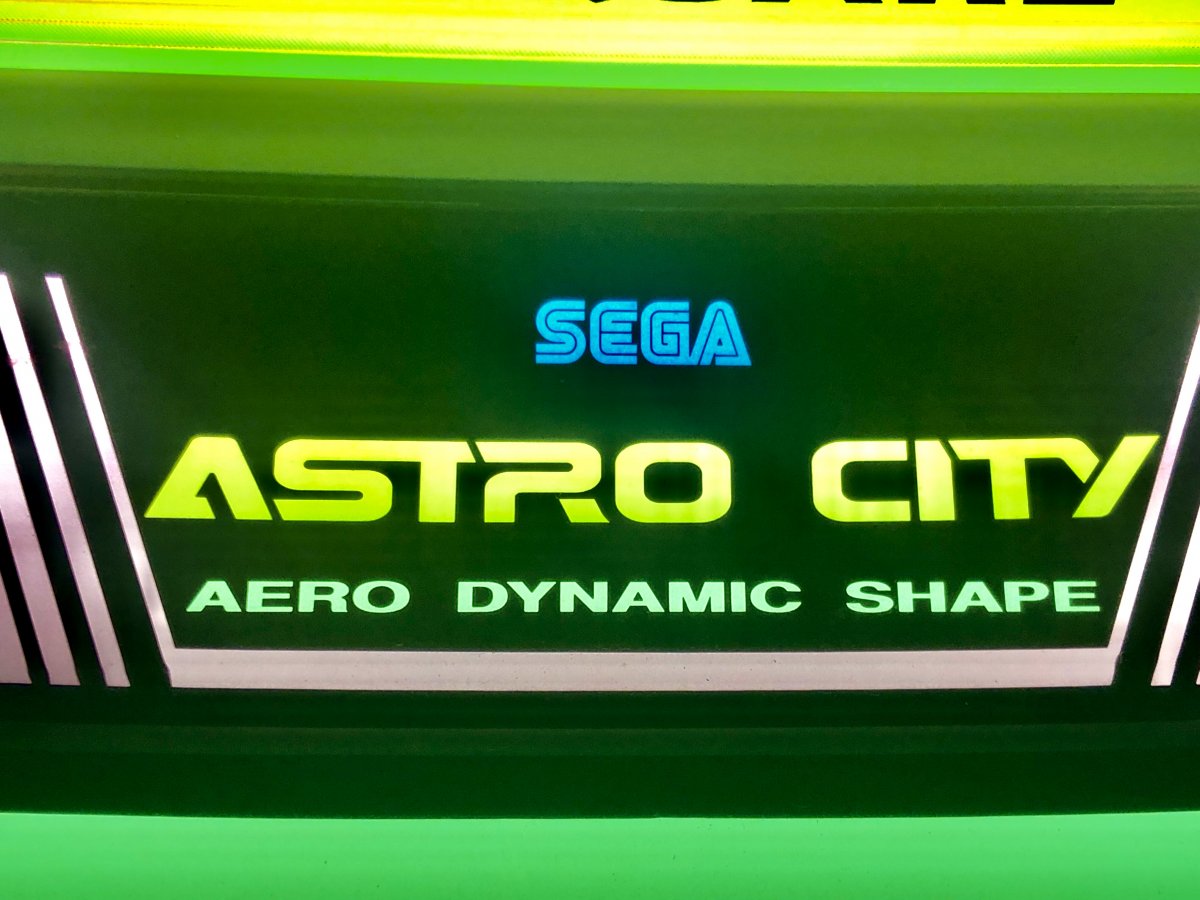 SEGA
ASTRO CITY
AERO DYNAMIC SHAPE